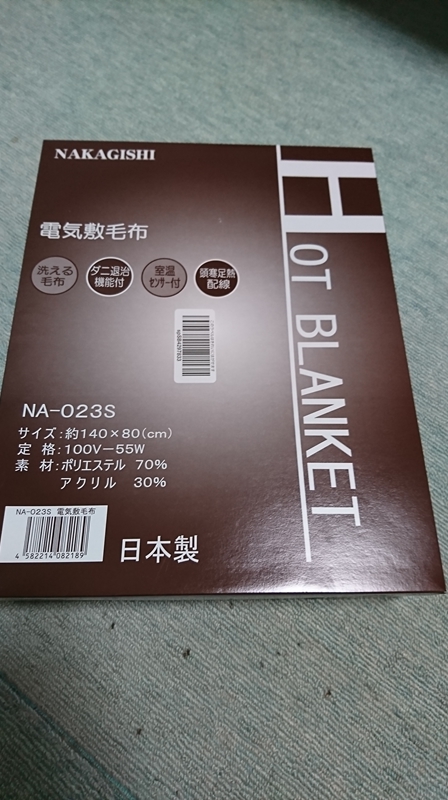 NAKAGISHI
HOT BLANKET
電気敷毛布
洗える
毛布
ダニ退治
機能付
室温
センサー付
頭寒足熱
配線
NA-023S
サイズ:約140×80(cm)
定 格:100V-55W
素 材:ポリエステル 70%
アクリル 30%
NA-023S 電気敷毛布
4 582214 082189
日本製